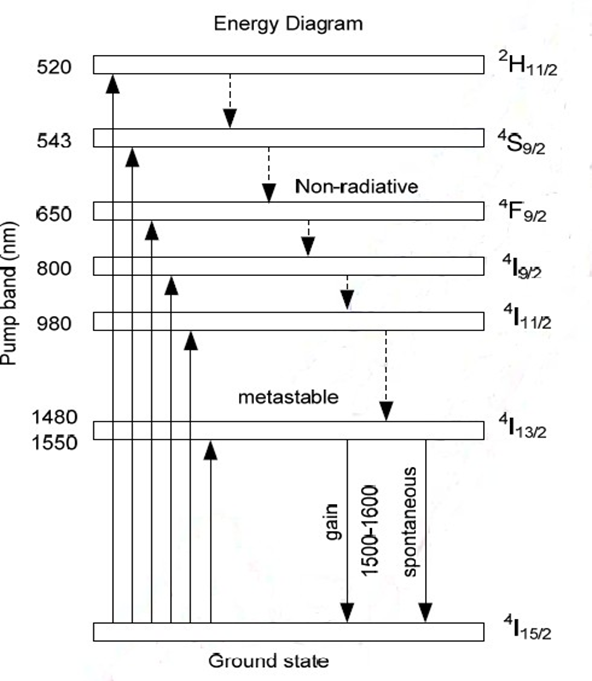 Energy Diagram
520
²H₁₁/₂
543
⁴S₉/₂
Non-radiative
650
⁴F₉/₂
800
⁴I₉/₂
980
⁴I₁₁/₂
Pump band (nm)
metastable
1480
1550
⁴I₁₃/₂
gain
1500-1600
spontaneous
⁴I₁₅/₂
Ground state